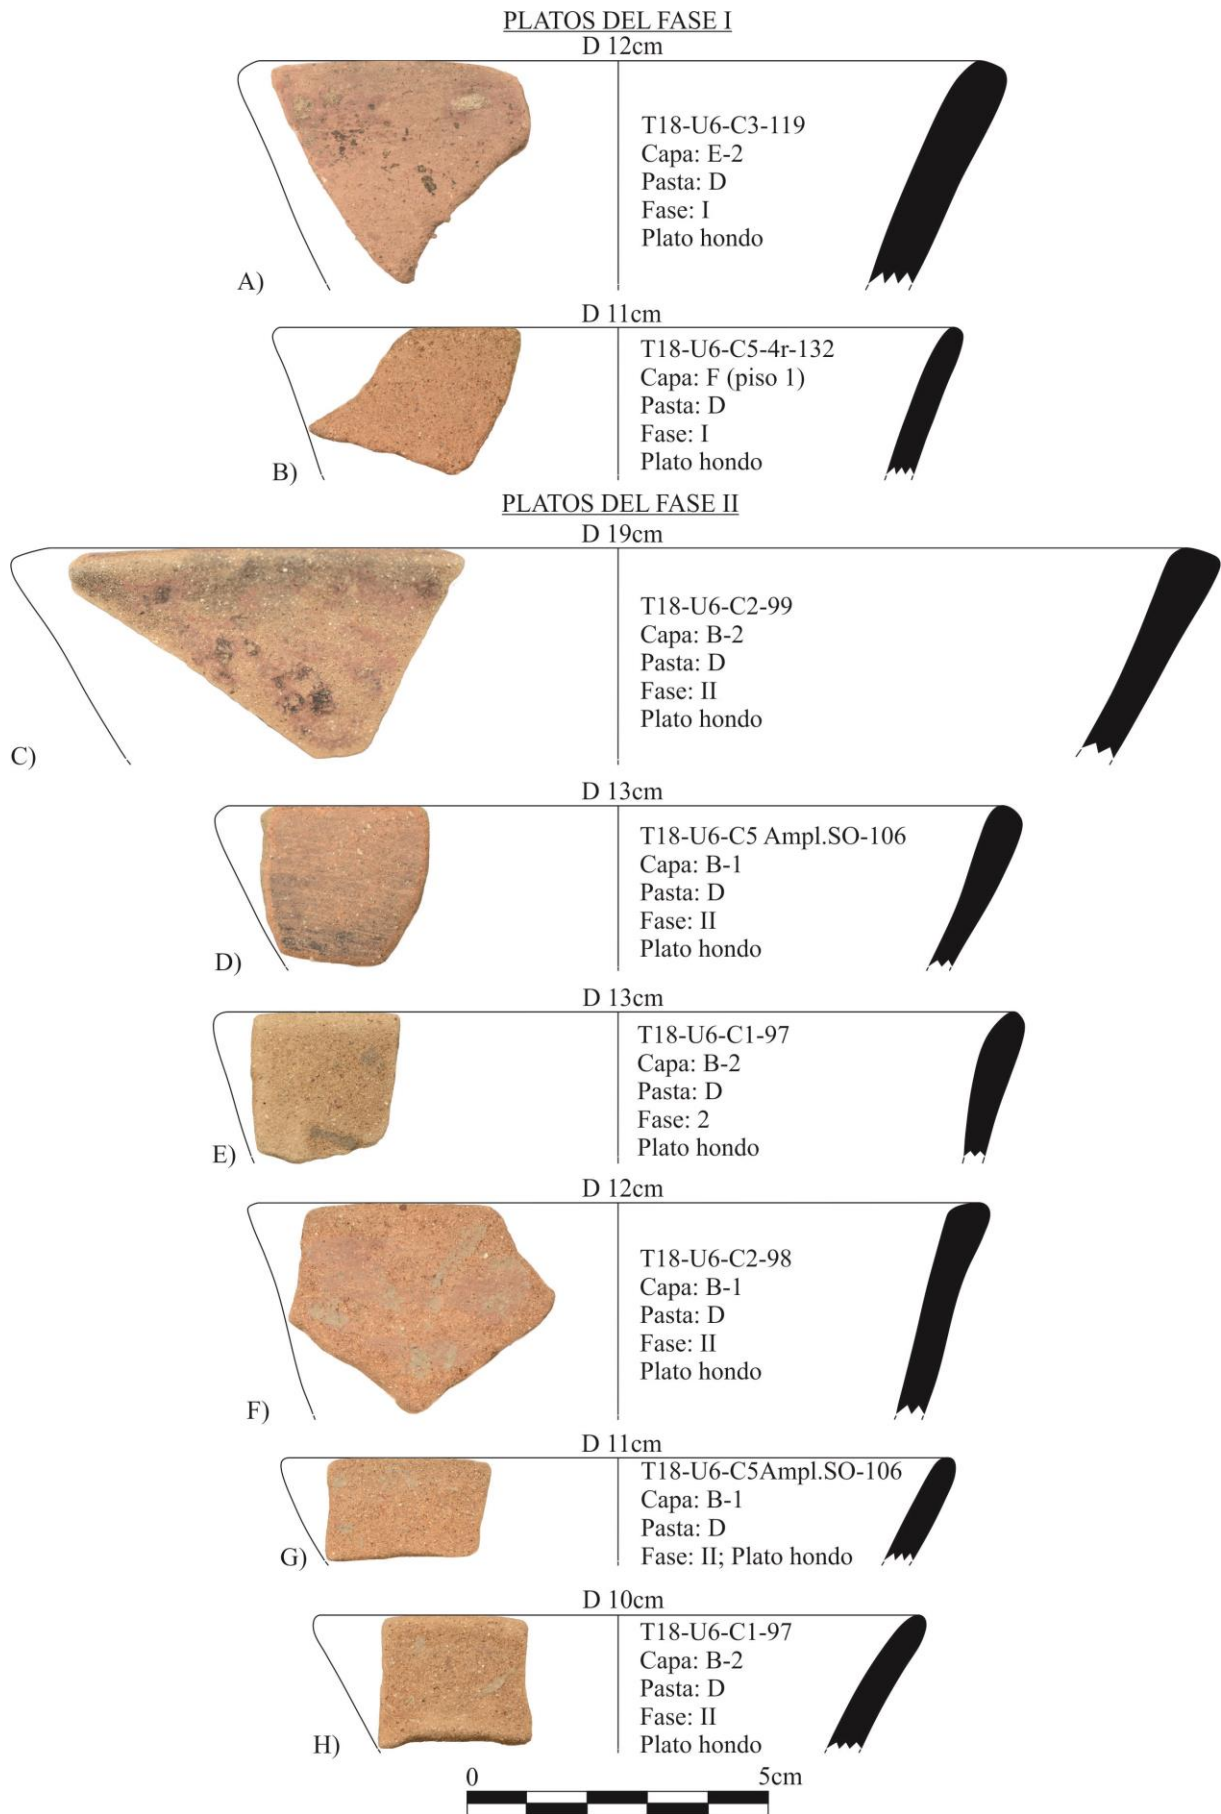 PLATOS DEL FASE I
D 12cm
T18-U6-C3-119
Capa: E-2
Pasta: D
Fase: I
Plato hondo
A)
D 11cm
T18-U6-C5-4r-132
Capa: F (piso 1)
Pasta: D
Fase: I
Plato hondo
B)
PLATOS DEL FASE II
D 19cm
T18-U6-C2-99
Capa: B-2
Pasta: D
Fase: II
Plato hondo
C)
D 13cm
T18-U6-C5 Ampl.SO-106
Capa: B-1
Pasta: D
Fase: II
Plato hondo
D)
D 13cm
T18-U6-C1-97
Capa: B-2
Pasta: D
Fase: 2
Plato hondo
E)
D 12cm
T18-U6-C2-98
Capa: B-1
Pasta: D
Fase: II
Plato hondo
F)
D 11cm
T18-U6-C5Ampl.SO-106
Capa: B-1
Pasta: D
Fase: II; Plato hondo
G)
D 10cm
T18-U6-C1-97
Capa: B-2
Pasta: D
Fase: II
Plato hondo
H)
0 5cm